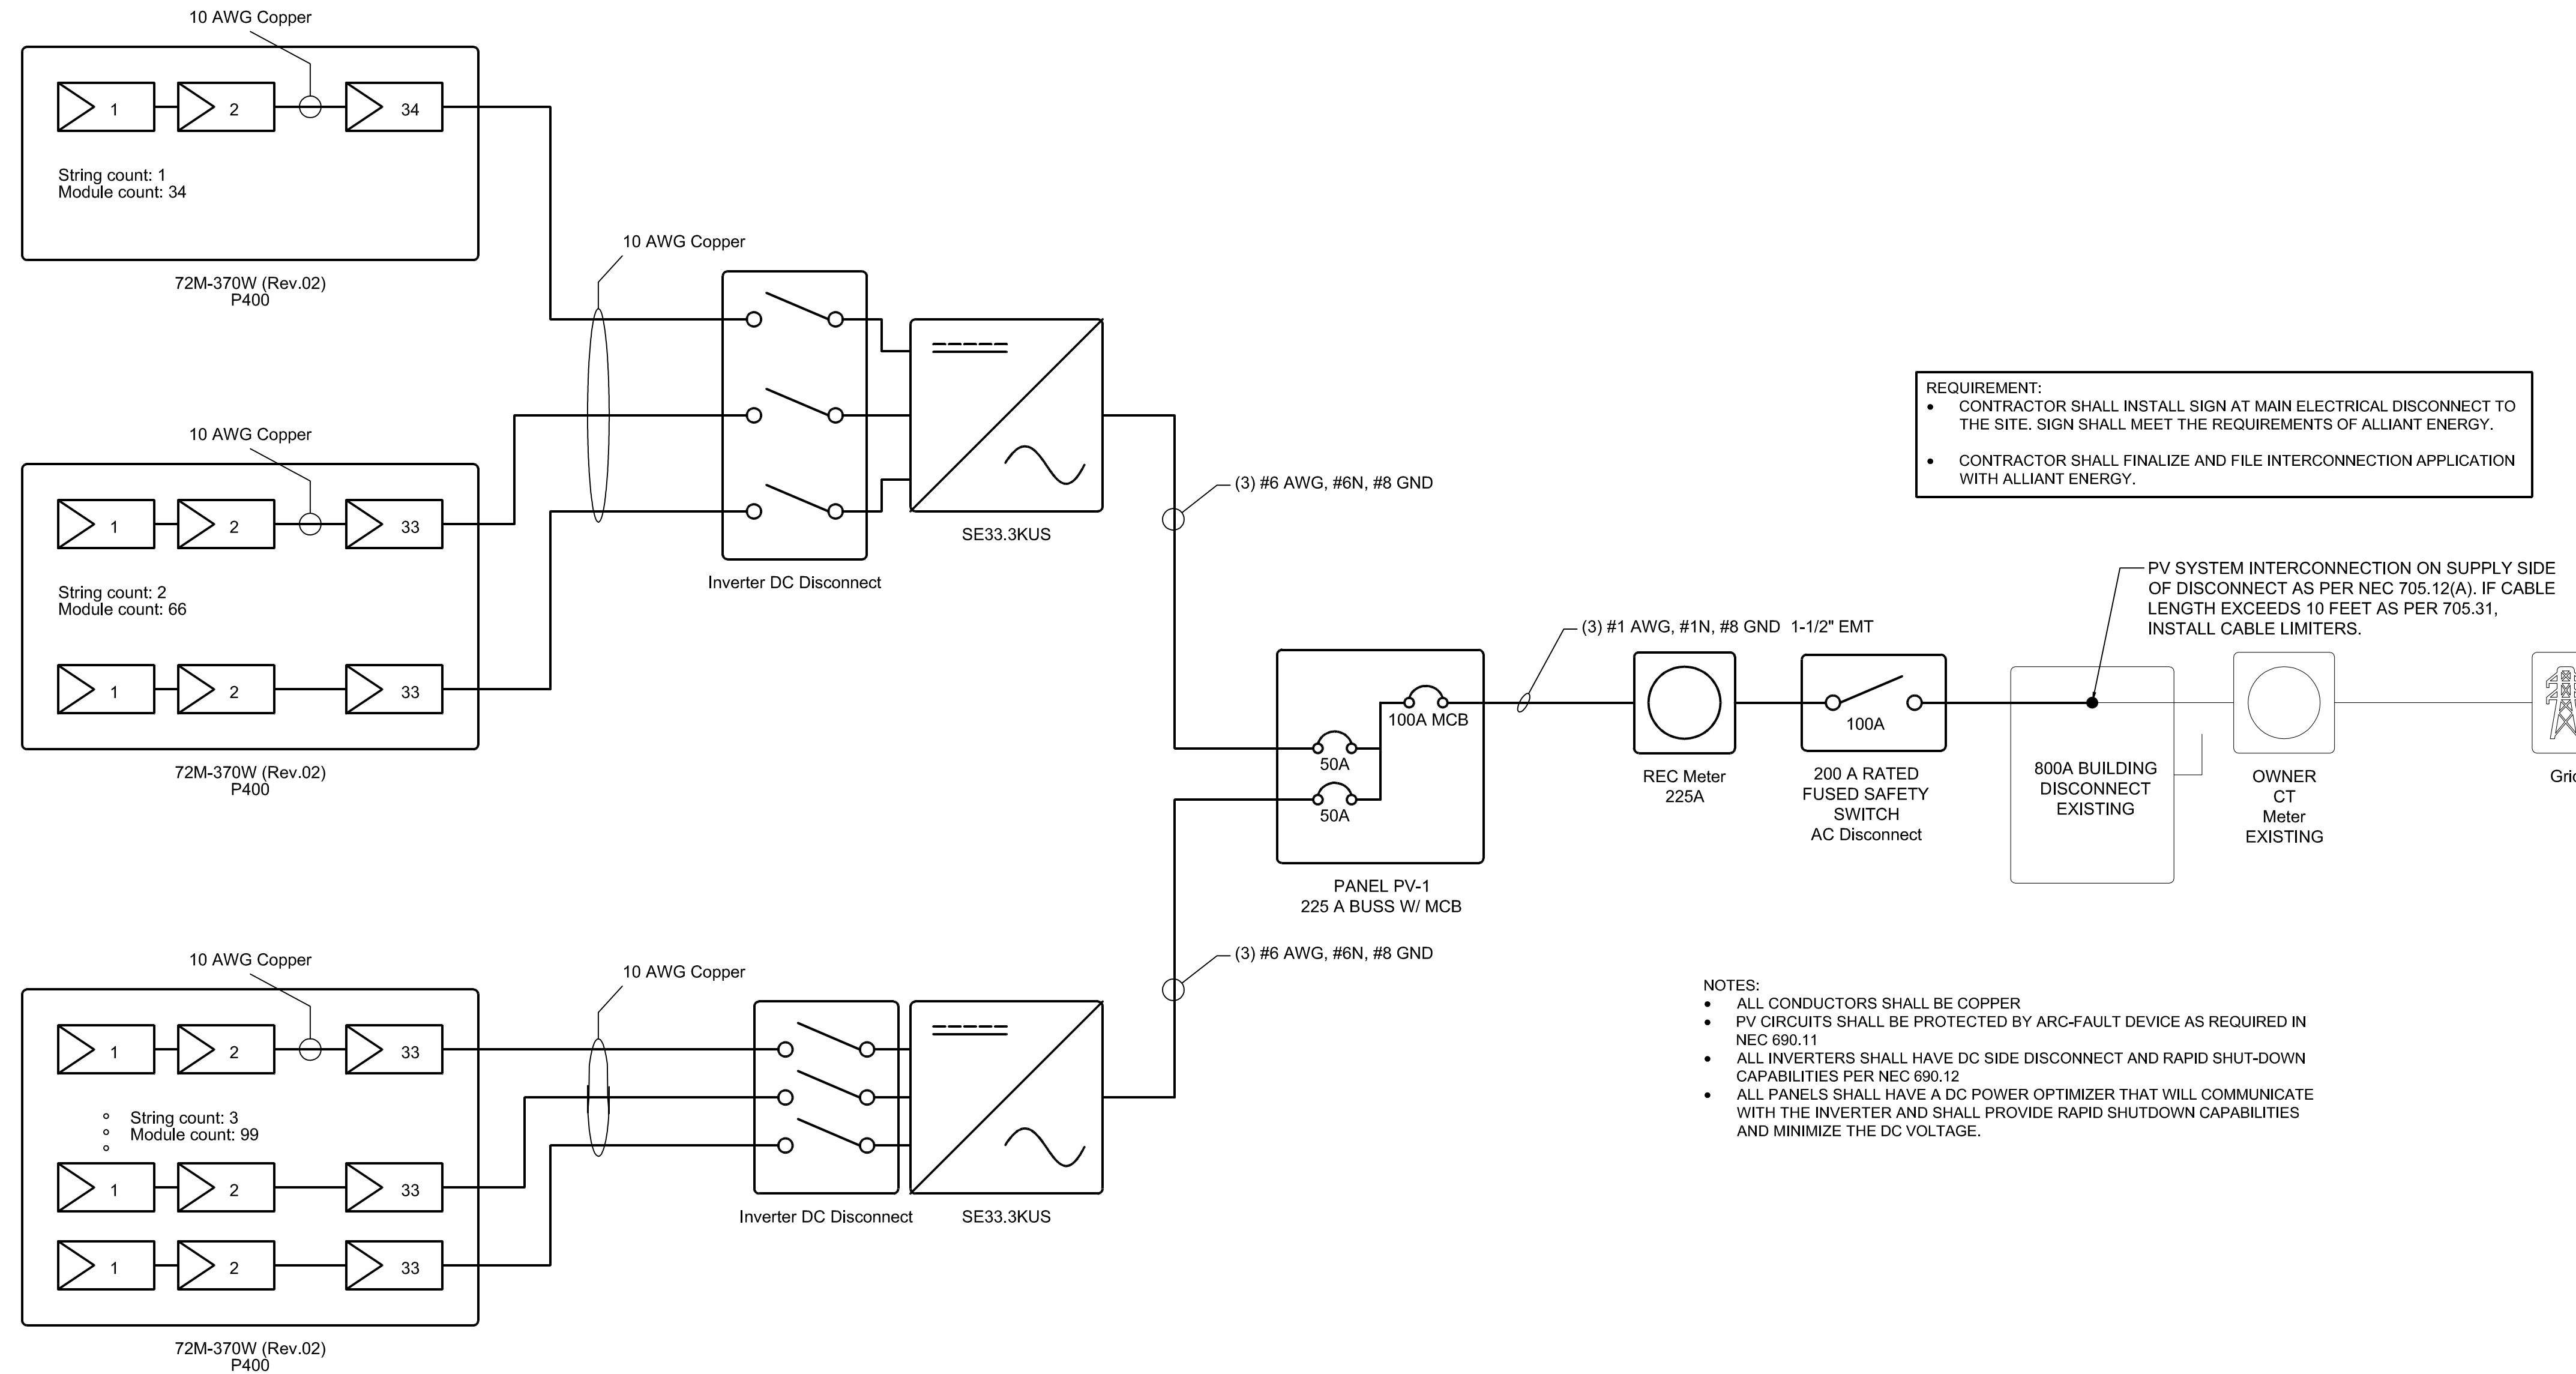 10 AWG Copper
1
2
34
String count: 1
Module count: 34
72M-370W (Rev.02)
P400
10 AWG Copper
10 AWG Copper
1
2
33
String count: 2
Module count: 66
1
2
33
72M-370W (Rev.02)
P400
Inverter DC Disconnect
SE33.3KUS
(3) #6 AWG, #6N, #8 GND
REQUIREMENT:
• CONTRACTOR SHALL INSTALL SIGN AT MAIN ELECTRICAL DISCONNECT TO
THE SITE. SIGN SHALL MEET THE REQUIREMENTS OF ALLIANT ENERGY.
• CONTRACTOR SHALL FINALIZE AND FILE INTERCONNECTION APPLICATION
WITH ALLIANT ENERGY.
PV SYSTEM INTERCONNECTION ON SUPPLY SIDE
OF DISCONNECT AS PER NEC 705.12(A). IF CABLE
LENGTH EXCEEDS 10 FEET AS PER 705.31,
INSTALL CABLE LIMITERS.
(3) #1 AWG, #1N, #8 GND 1-1/2" EMT
100A MCB
50A
50A
PANEL PV-1
225 A BUSS W/ MCB
REC Meter
225A
100A
200 A RATED
FUSED SAFETY
SWITCH
AC Disconnect
800A BUILDING
DISCONNECT
EXISTING
OWNER
CT
Meter
EXISTING
(3) #6 AWG, #6N, #8 GND
10 AWG Copper
10 AWG Copper
1
2
33
String count: 3
Module count: 99
1
2
33
1
2
33
72M-370W (Rev.02)
P400
Inverter DC Disconnect
SE33.3KUS
NOTES:
• ALL CONDUCTORS SHALL BE COPPER
• PV CIRCUITS SHALL BE PROTECTED BY ARC-FAULT DEVICE AS REQUIRED IN
NEC 690.11
• ALL INVERTERS SHALL HAVE DC SIDE DISCONNECT AND RAPID SHUT-DOWN
CAPABILITIES PER NEC 690.12
• ALL PANELS SHALL HAVE A DC POWER OPTIMIZER THAT WILL COMMUNICATE
WITH THE INVERTER AND SHALL PROVIDE RAPID SHUTDOWN CAPABILITIES
AND MINIMIZE THE DC VOLTAGE.